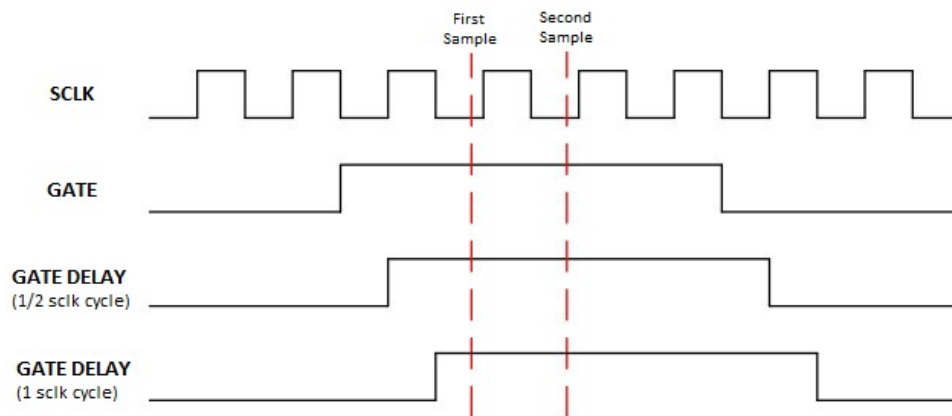 First
Sample
Second
Sample
SCLK
GATE
GATE DELAY
(1/2 sclk cycle)
GATE DELAY
(1 sclk cycle)